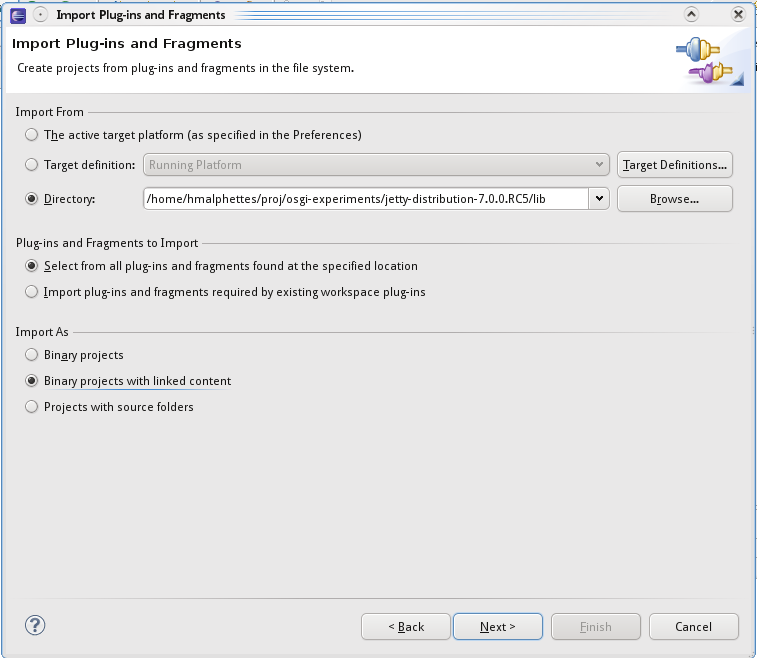 Import Plug-ins and Fragments
Import Plug-ins and Fragments
Create projects from plug-ins and fragments in the file system.
Import From
The active target platform (as specified in the Preferences)
Target definition: Running Platform Target Definitions...
Directory: /home/hmalphettes/proj/osgi-experiments/jetty-distribution-7.0.0.RC5/lib Browse...
Plug-ins and Fragments to Import
Select from all plug-ins and fragments found at the specified location
Import plug-ins and fragments required by existing workspace plug-ins
Import As
Binary projects
Binary projects with linked content
Projects with source folders
? < Back Next > Finish Cancel